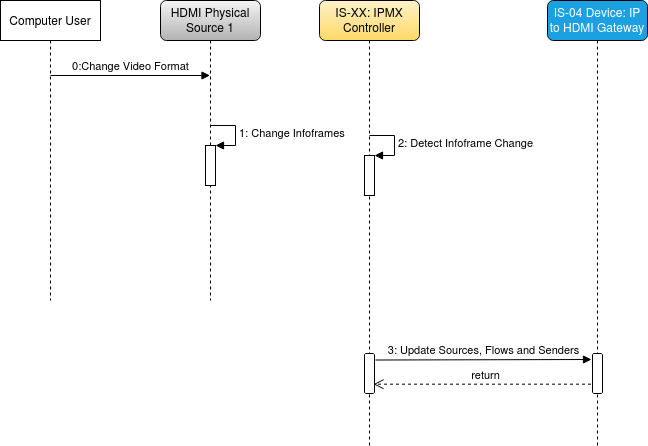 Computer User
HDMI Physical
Source 1
IS-XX: IPMX
Controller
IS-04 Device: IP
to HDMI Gateway
0:Change Video Format
1: Change Infoframes
2: Detect Infoframe Change
3: Update Sources, Flows and Senders
return